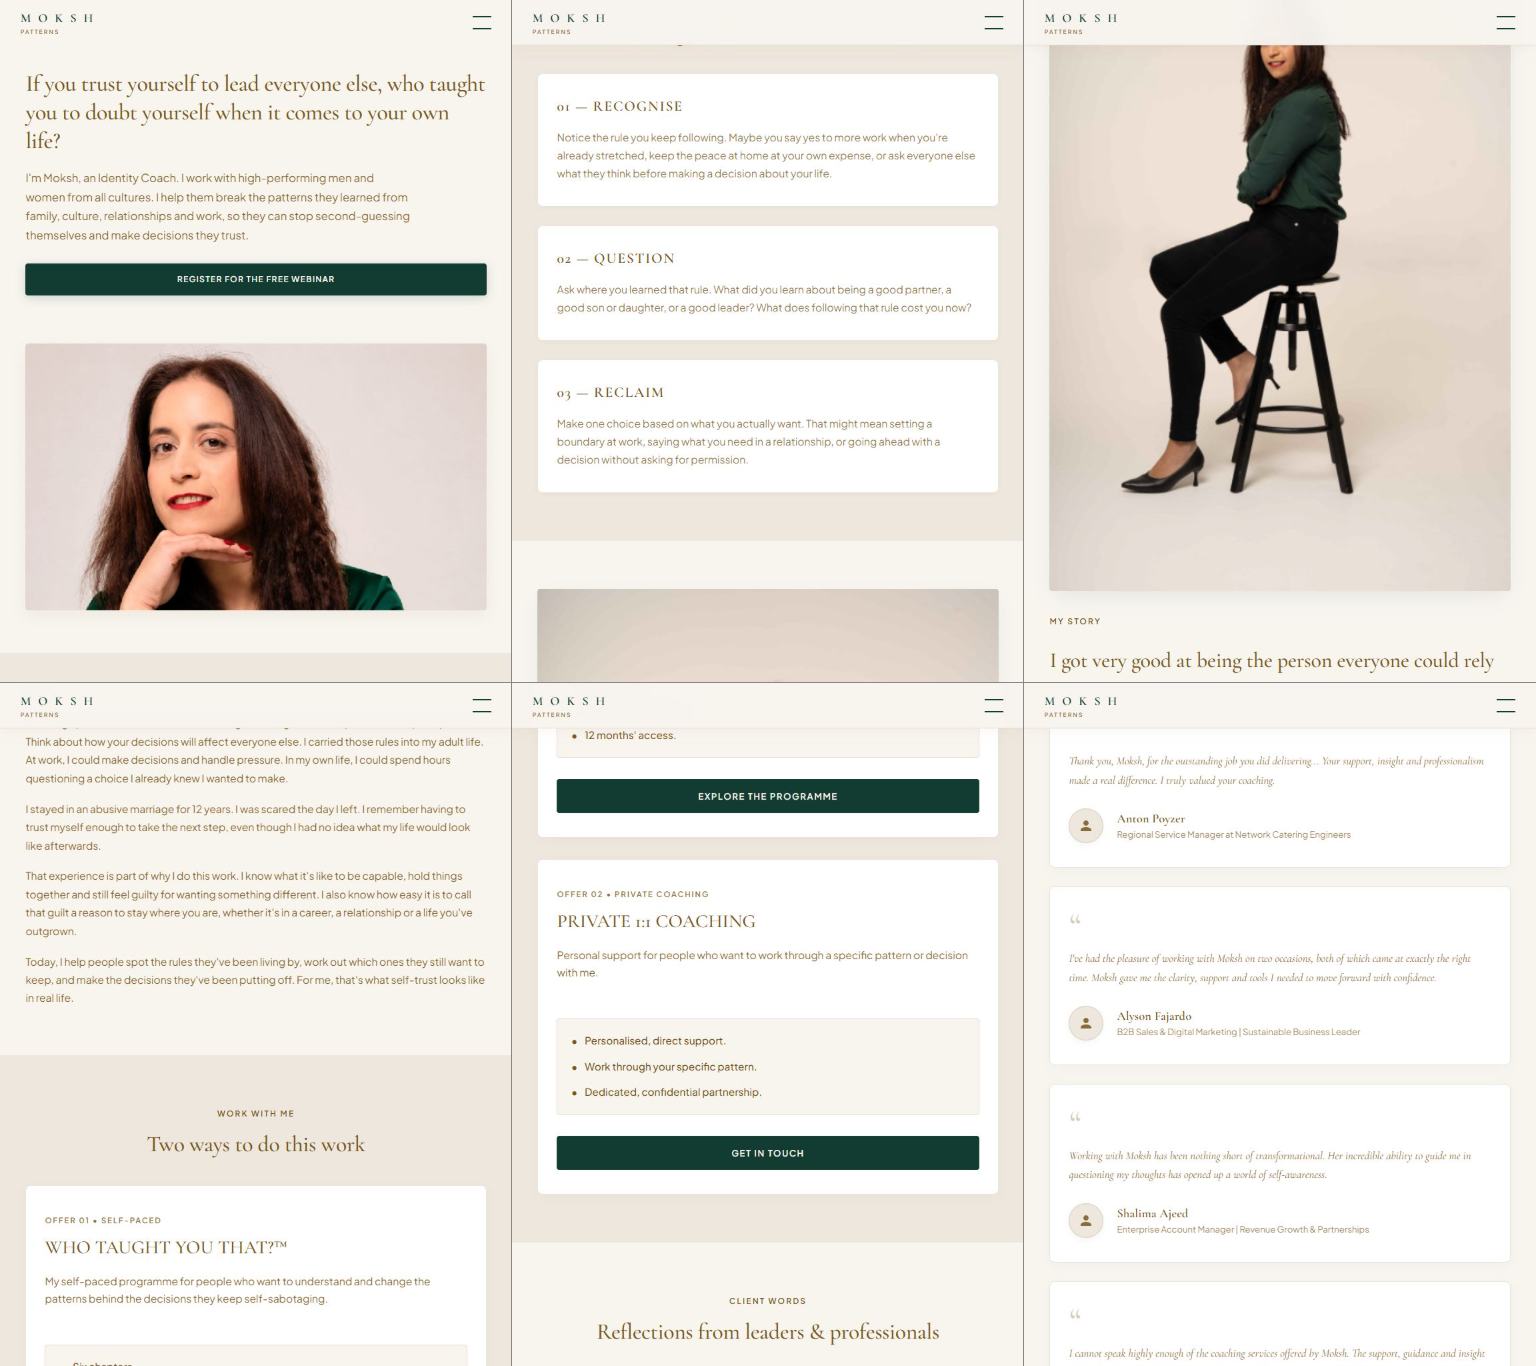 MOKSH
PATTERNS
If you trust yourself to lead everyone else, who taught
you to doubt yourself when it comes to your own
life?
I'm Moksh, an Identity Coach. I work with high-performing men and
women from all cultures. I help them break the patterns they learned from
family, culture, relationships and work, so they can stop second-guessing
themselves and make decisions they trust.
REGISTER FOR THE FREE WEBINAR
MOKSH
PATTERNS
01 — RECOGNISE
Notice the rule you keep following. Maybe you say yes to more work when you're
already stretched, keep the peace at home at your own expense, or ask everyone else
what they think before making a decision about your life.
02 — QUESTION
Ask where you learned that rule. What did you learn about being a good partner, a
good son or daughter, or a good leader? What does following that rule cost you now?
03 — RECLAIM
Make one choice based on what you actually want. That might mean setting a
boundary at work, saying what you need in a relationship, or going ahead with a
decision without asking for permission.
MOKSH
PATTERNS
MY STORY
I got very good at being the person everyone could rely
MOKSH
PATTERNS
Think about how your decisions will affect everyone else. I carried those rules into my adult life.
At work, I could make decisions and handle pressure. In my own life, I could spend hours
questioning a choice I already knew I wanted to make.
I stayed in an abusive marriage for 12 years. I was scared the day I left. I remember having to
trust myself enough to take the next step, even though I had no idea what my life would look
like afterwards.
That experience is part of why I do this work. I know what it's like to be capable, hold things
together and still feel guilty for wanting something different. I also know how easy it is to call
that guilt a reason to stay where you are, whether it's in a career, a relationship or a life you've
outgrown.
Today, I help people spot the rules they've been living by, work out which ones they still want to
keep, and make the decisions they've been putting off. For me, that's what self-trust looks like
in real life.
WORK WITH ME
Two ways to do this work
OFFER 01 • SELF-PACED
WHO TAUGHT YOU THAT?™
My self-paced programme for people who want to understand and change the
patterns behind the decisions they keep self-sabotaging.
MOKSH
PATTERNS
• 12 months' access.
EXPLORE THE PROGRAMME
OFFER 02 • PRIVATE COACHING
PRIVATE 1:1 COACHING
Personal support for people who want to work through a specific pattern or decision
with me.
• Personalised, direct support.
• Work through your specific pattern.
• Dedicated, confidential partnership.
GET IN TOUCH
CLIENT WORDS
Reflections from leaders & professionals
MOKSH
PATTERNS
Thank you, Moksh, for the outstanding job you did delivering... Your support, insight and professionalism
made a real difference. I truly valued your coaching.
Anton Poyzer
Regional Service Manager at Network Catering Engineers
“
I've had the pleasure of working with Moksh on two occasions, both of which came at exactly the right
time. Moksh gave me the clarity, support and tools I needed to move forward with confidence.
Alyson Fajardo
B2B Sales & Digital Marketing | Sustainable Business Leader
“
Working with Moksh has been nothing short of transformational. Her incredible ability to guide me in
questioning my thoughts has opened up a world of self-awareness.
Shalima Ajeed
Enterprise Account Manager | Revenue Growth & Partnerships
“
I cannot speak highly enough of the coaching services offered by Moksh. The support, guidance and insight